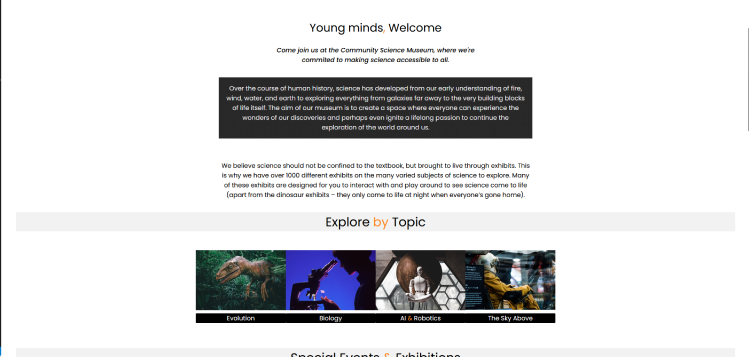 Young minds, Welcome
Come join us at the Community Science Museum, where we're
commited to making science accessible to all.
Over the course of human history, science has developed from our early understanding of fire,
wind, water, and earth to exploring everything from galaxies far away to the very building blocks
of life itself. The aim of our museum is to create a space where everyone can experience the
wonders of our discoveries and perhaps even ignite a lifelong passion to continue the
exploration of the world around us.
We believe science should not be confined to the textbook, but brought to live through exhibits. This
is why we have over 1000 different exhibits on the many varied subjects of science to explore. Many
of these exhibits are designed for you to interact with and play around to see science come to life
(apart from the dinosaur exhibits – they only come to life at night when everyone's gone home).
Explore by Topic
Evolution
Biology
AI & Robotics
The Sky Above
Special Events & Exhibitions